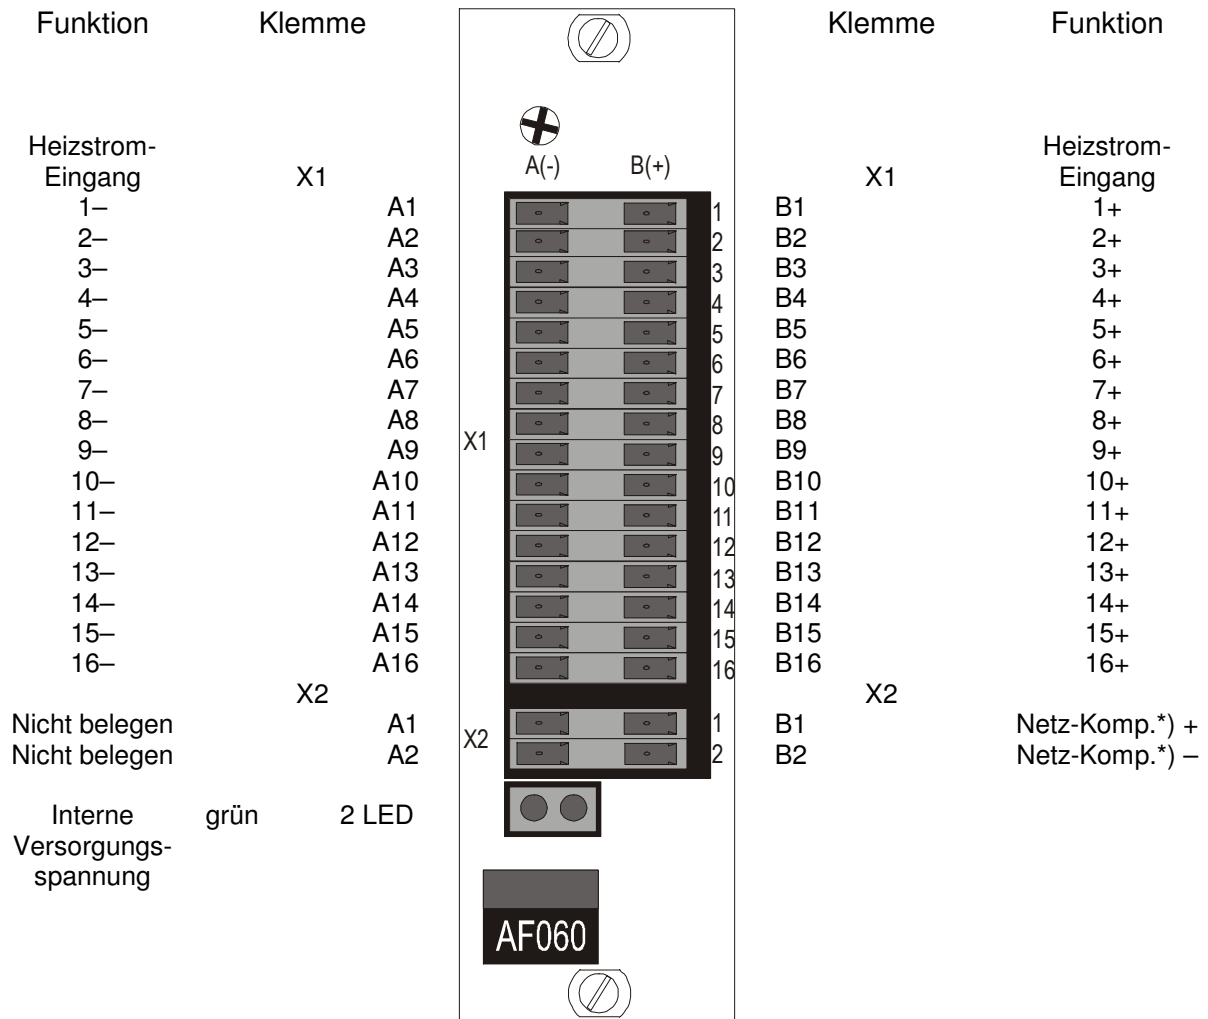 Funktion Klemme Klemme Funktion
A(-) B(+)
Heizstrom- Heizstrom-
Eingang X1 X1 Eingang
1– A1 1 B1 1+
2– A2 2 B2 2+
3– A3 3 B3 3+
4– A4 4 B4 4+
5– A5 5 B5 5+
6– A6 6 B6 6+
7– A7 7 B7 7+
8– A8 8 B8 8+
X1
9– A9 9 B9 9+
10– A10 10 B10 10+
11– A11 11 B11 11+
12– A12 12 B12 12+
13– A13 13 B13 13+
14– A14 14 B14 14+
15– A15 15 B15 15+
16– A16 16 B16 16+
X2 X2
Nicht belegen A1 1 B1 Netz-Komp.*) +
X2
Nicht belegen A2 2 B2 Netz-Komp.*) –
Interne grün 2 LED
Versorgungs-
spannung
AF060